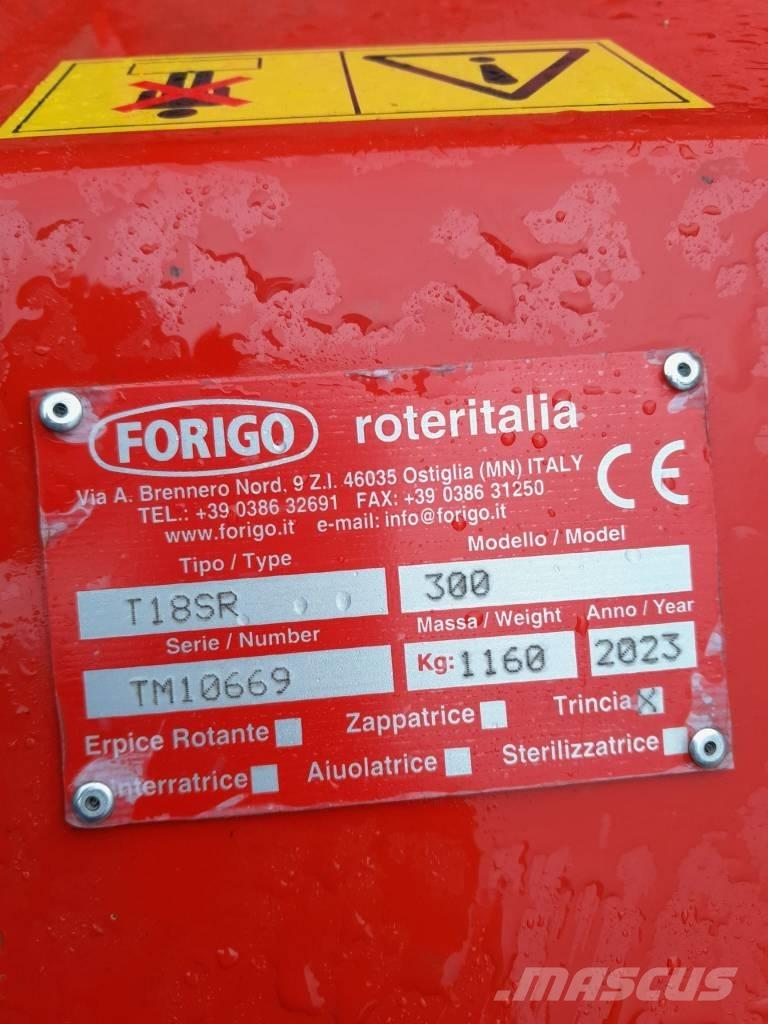 FORIGO roteritalia
Via A. Brennero Nord, 9 Z.I. 46035 Ostiglia (MN) ITALY
TEL.: +39 0386 32691 FAX: +39 0386 31250
www.forigo.it e-mail: info@forigo.it
CE
Tipo / Type Modello / Model
T18SR 300
Serie / Number Massa / Weight Anno / Year
TM10669 Kg: 1160 2023
Erpice Rotante Zappatrice Trincia X
Interratrice Aiuolatrice Sterilizzatrice
MASCUS